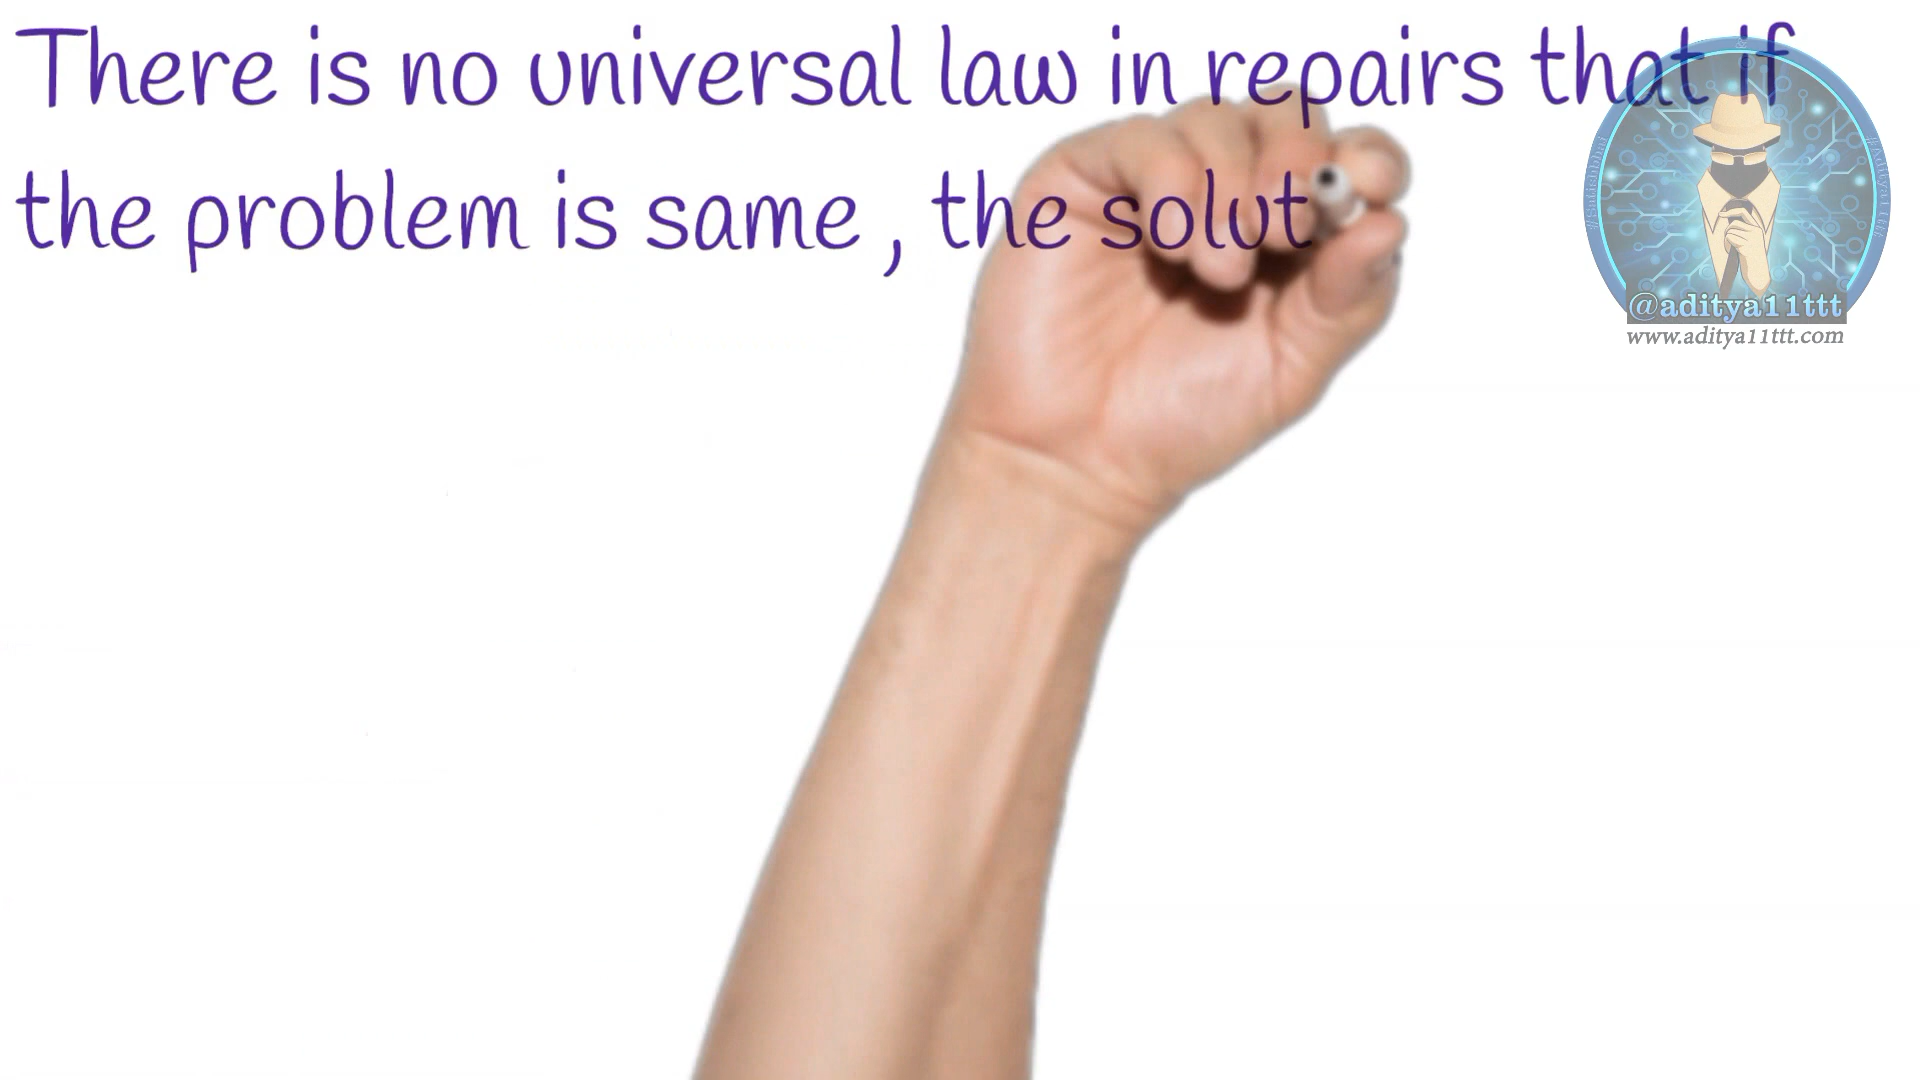 There is no universal law in repairs that if
the problem is same , the solut
@aditya11ttt
www.aditya11ttt.com